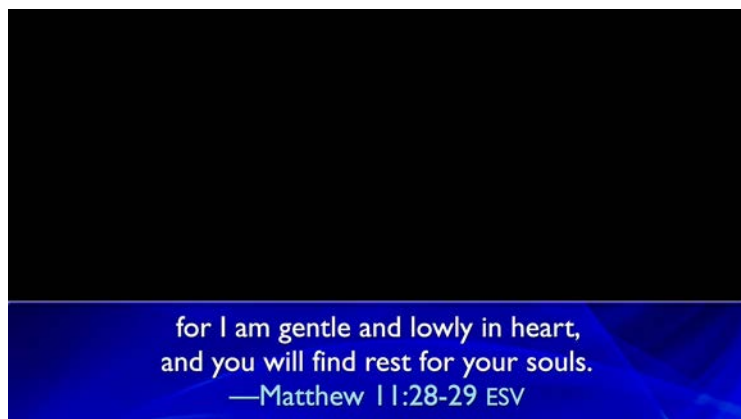 for I am gentle and lowly in heart,
and you will find rest for your souls.
—Matthew 11:28-29 ESV